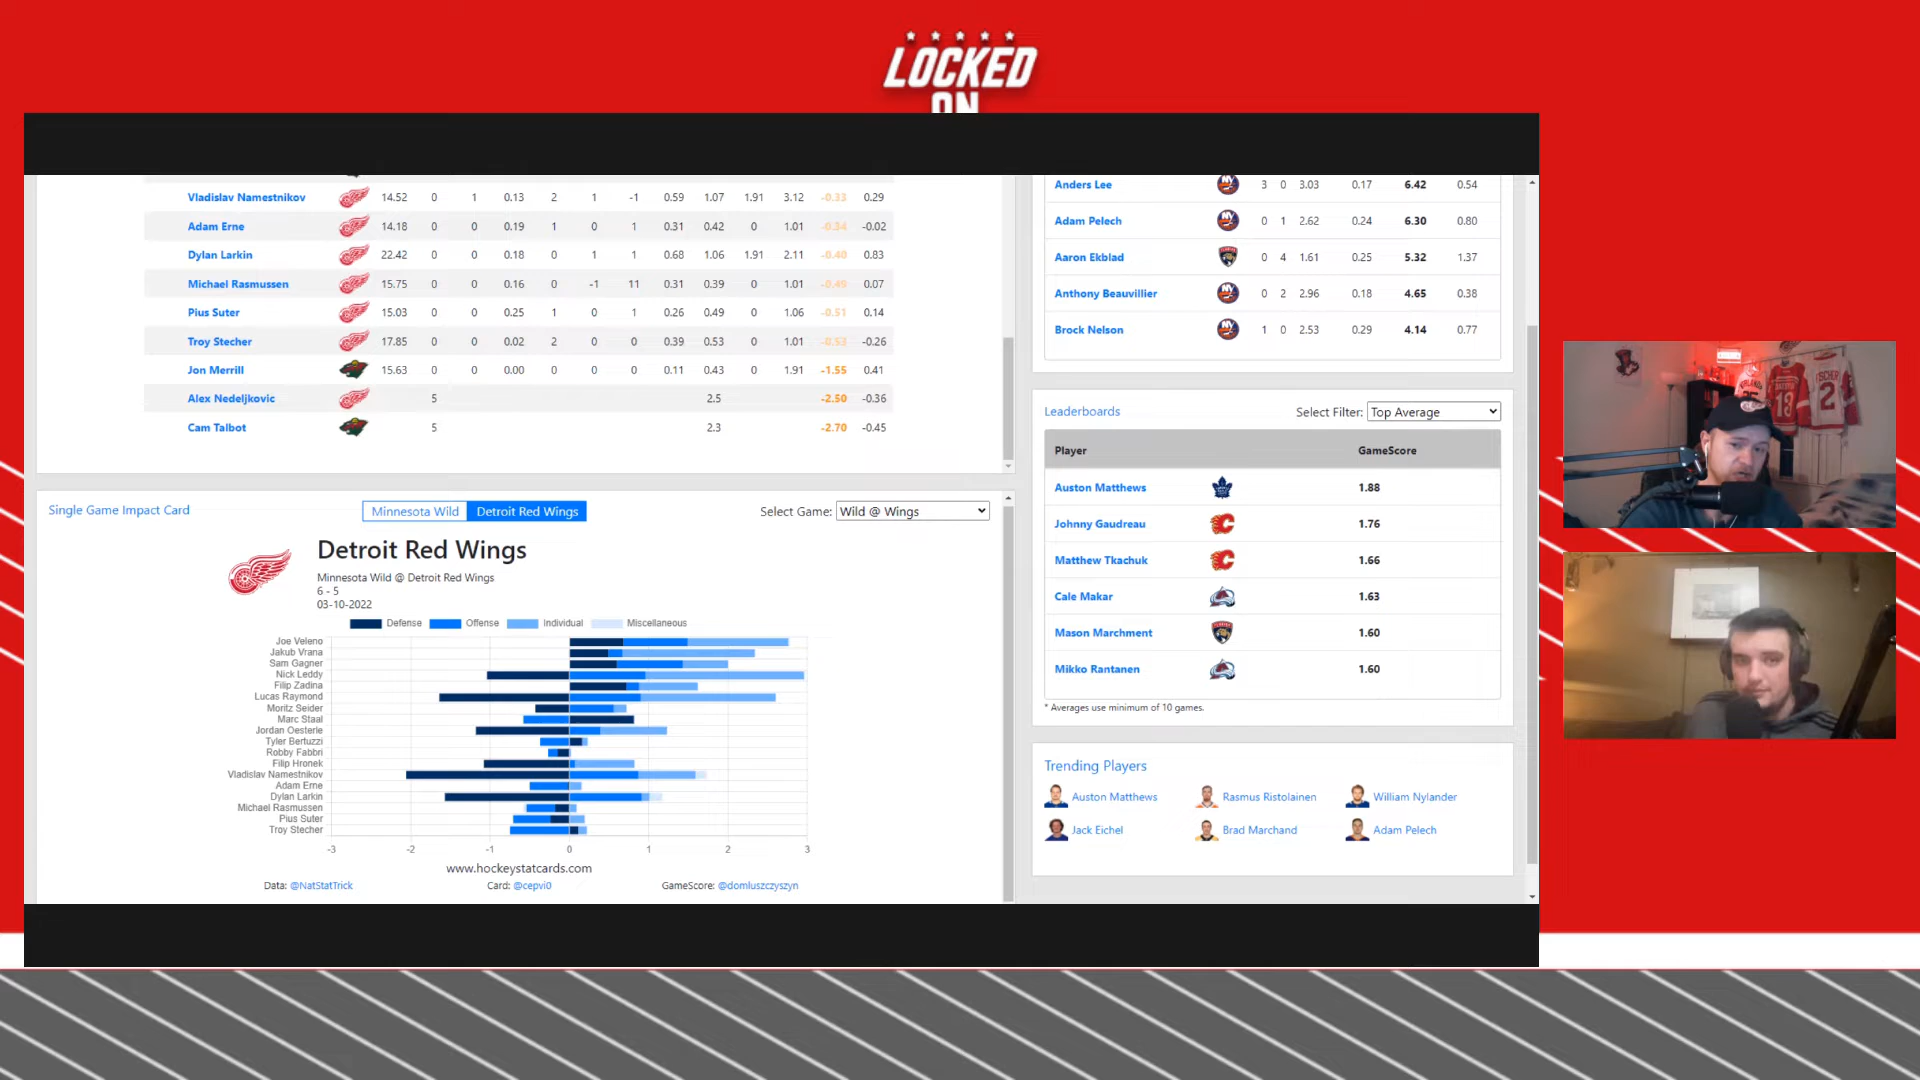 LOCKED
ON
Vladislav Namestnikov 14.52 0 1 0.13 2 1 -1 0.59 1.07 1.91 3.12 -0.33 0.29
Adam Erne 14.18 0 0 0.19 1 0 1 0.31 0.42 0 1.01 -0.34 -0.02
Dylan Larkin 22.42 0 0 0.18 0 1 1 0.68 1.06 1.91 2.11 -0.40 0.83
Michael Rasmussen 15.75 0 0 0.16 0 -1 11 0.31 0.39 0 1.01 -0.45 0.07
Pius Suter 15.03 0 0 0.25 1 0 1 0.26 0.49 0 1.06 -0.51 0.14
Troy Stecher 17.85 0 0 0.02 2 0 0 0.39 0.53 0 1.01 -0.53 -0.26
Jon Merrill 15.63 0 0 0.00 0 0 0 0.11 0.43 0 1.91 -1.55 0.41
Alex Nedeljkovic 5 2.5 -2.50 -0.36
Cam Talbot 5 2.3 -2.70 -0.45
Anders Lee 3 0 3.03 0.17 6.42 0.54
Adam Pelech 0 1 2.62 0.24 6.30 0.80
Aaron Ekblad 0 4 1.61 0.25 5.32 1.37
Anthony Beauvillier 0 2 2.96 0.18 4.65 0.38
Brock Nelson 1 0 2.53 0.29 4.14 0.77
Leaderboards Select Filter: Top Average
Player GameScore
Auston Matthews 1.88
Johnny Gaudreau 1.76
Matthew Tkachuk 1.66
Cale Makar 1.63
Mason Marchment 1.60
Mikko Rantanen 1.60
* Averages use minimum of 10 games.
Trending Players
Auston Matthews Rasmus Ristolainen William Nylander
Jack Eichel Brad Marchand Adam Pelech
Single Game Impact Card Minnesota Wild Detroit Red Wings Select Game: Wild @ Wings
Detroit Red Wings
Minnesota Wild @ Detroit Red Wings
6 - 5
03-10-2022
Defense Offense Individual Miscellaneous
Joe Veleno
Jakub Vrana
Sam Gagner
Nick Leddy
Filip Zadina
Lucas Raymond
Moritz Seider
Marc Staal
Jordan Oesterle
Tyler Bertuzzi
Robby Fabbri
Filip Hronek
Vladislav Namestnikov
Adam Erne
Dylan Larkin
Michael Rasmussen
Pius Suter
Troy Stecher
-3 -2 -1 0 1 2 3
www.hockeystatcards.com
Data: @NatStatTrick Card: @cepvi0 GameScore: @domluszczyszyn
FISCHER
2
13